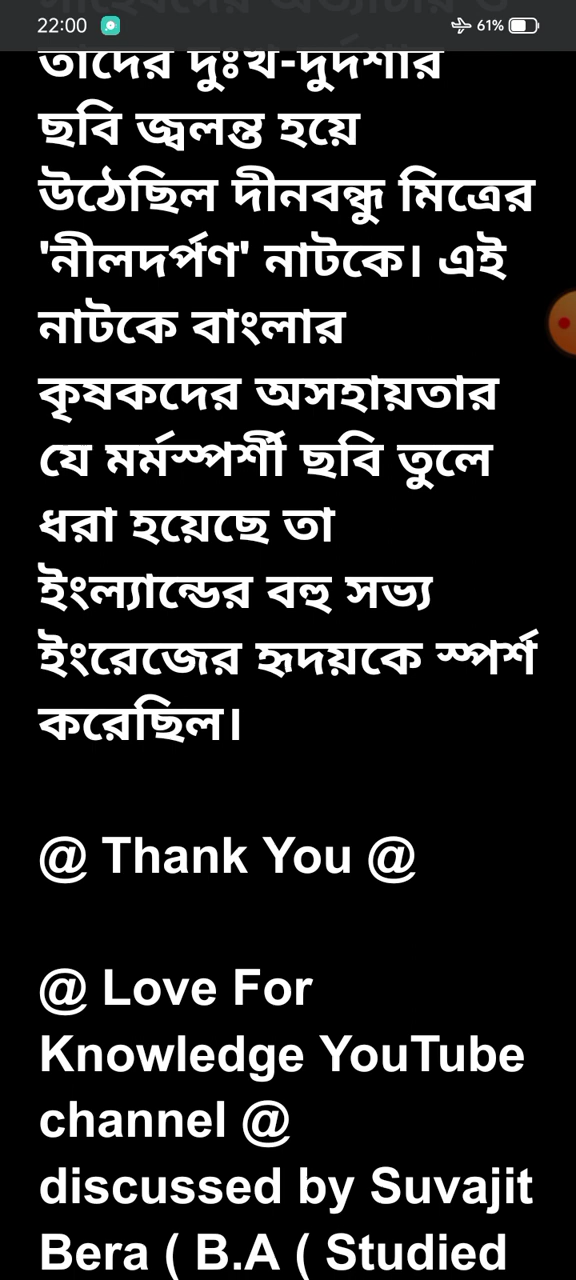 22:00
61%
তাদের দুঃখ-দুর্দশার
ছবি জ্বলন্ত হয়ে
উঠেছিল দীনবন্ধু মিত্রের
'নীলদর্পণ' নাটকে। এই
নাটকে বাংলার
কৃষকদের অসহায়তার
যে মর্মস্পর্শী ছবি তুলে
ধরা হয়েছে তা
ইংল্যান্ডের বহু সভ্য
ইংরেজের হৃদয়কে স্পর্শ
করেছিল।
@ Thank You @
@ Love For
Knowledge YouTube
channel @
discussed by Suvajit
Bera ( B.A ( Studied